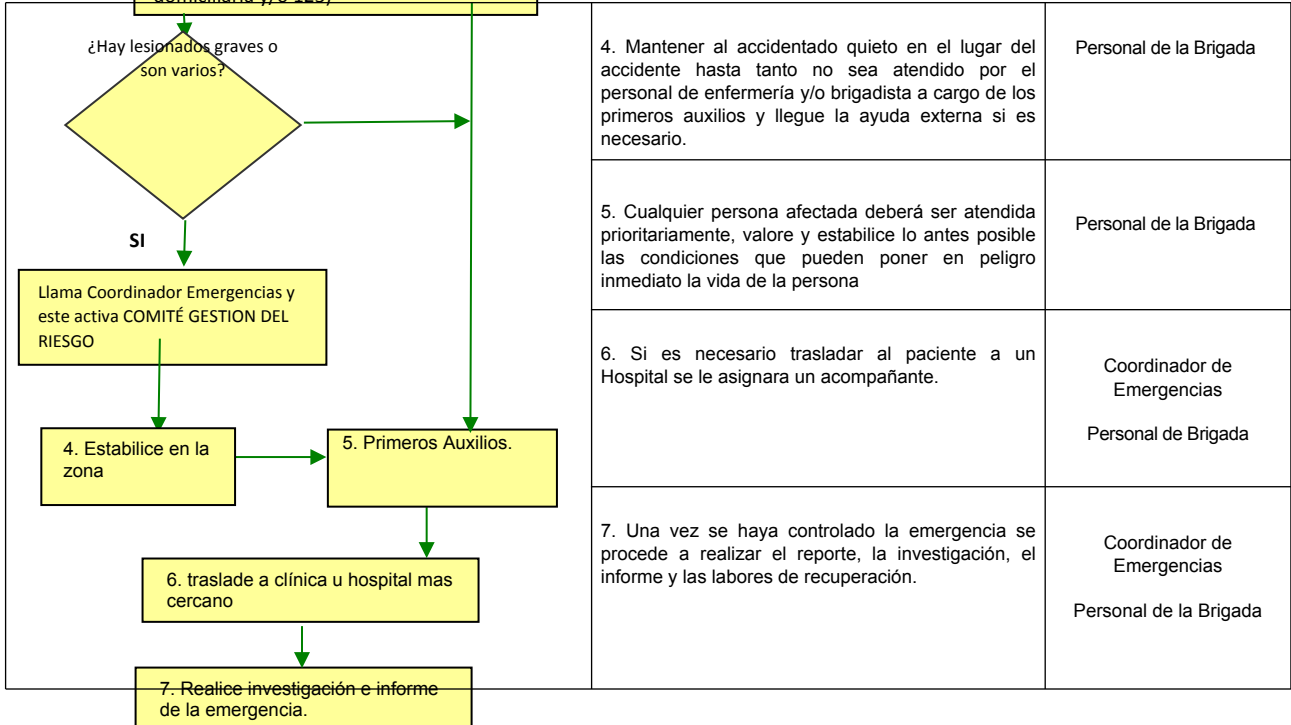 domiciliaria y/o 123)
¿Hay lesionados graves o
son varios?
SI
Llama Coordinador Emergencias y
este activa COMITÉ GESTION DEL
RIESGO
4. Estabilice en la
zona
5. Primeros Auxilios.
6. traslade a clínica u hospital mas
cercano
7. Realice investigación e informe
de la emergencia.
4. Mantener al accidentado quieto en el lugar del
accidente hasta tanto no sea atendido por el
personal de enfermería y/o brigadista a cargo de los
primeros auxilios y llegue la ayuda externa si es
necesario.
Personal de la Brigada
5. Cualquier persona afectada deberá ser atendida
prioritariamente, valore y estabilice lo antes posible
las condiciones que pueden poner en peligro
inmediato la vida de la persona
Personal de la Brigada
6. Si es necesario trasladar al paciente a un
Hospital se le asignara un acompañante.
Coordinador de
Emergencias
Personal de Brigada
7. Una vez se haya controlado la emergencia se
procede a realizar el reporte, la investigación, el
informe y las labores de recuperación.
Coordinador de
Emergencias
Personal de la Brigada